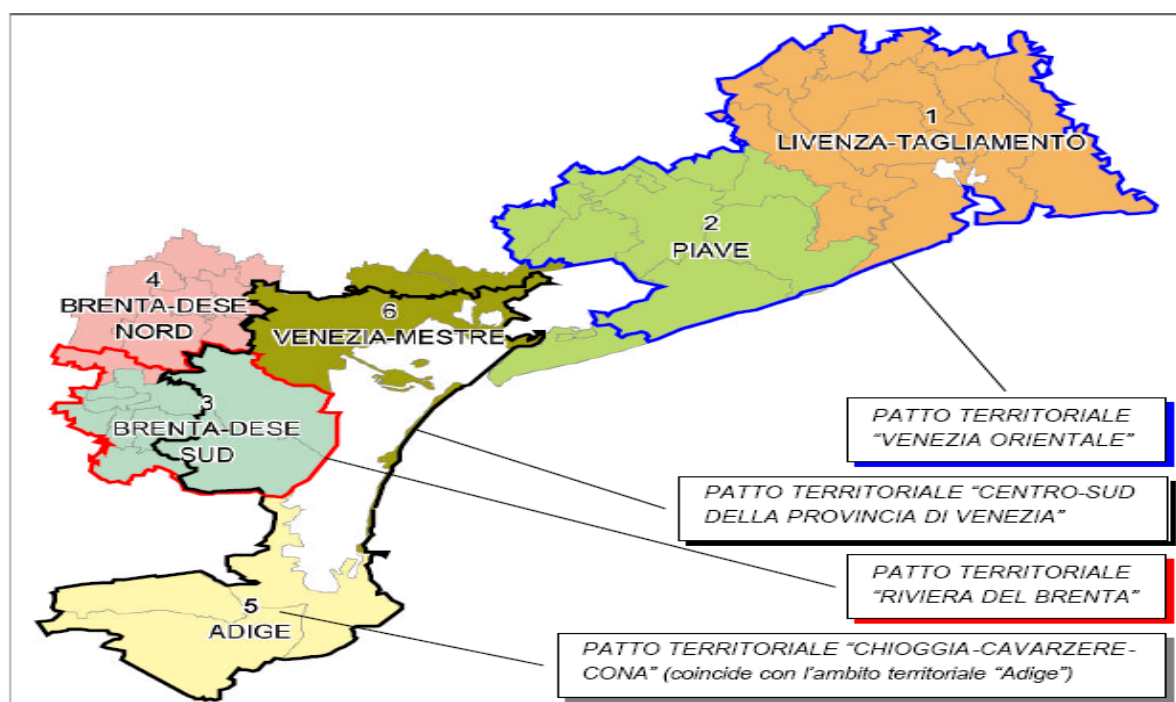 1
LIVENZA-TAGLIAMENTO
2
PIAVE
4
BRENTA-DESE
NORD
6
VENEZIA-MESTRE
3
BRENTA-DESE
SUD
5
ADIGE
PATTO TERRITORIALE
“VENEZIA ORIENTALE”
PATTO TERRITORIALE “CENTRO-SUD
DELLA PROVINCIA DI VENEZIA”
PATTO TERRITORIALE
“RIVIERA DEL BRENTA”
PATTO TERRITORIALE “CHIOGGIA-CAVARZERE-
CONA” (coincide con l’ambito territoriale “Adige”)